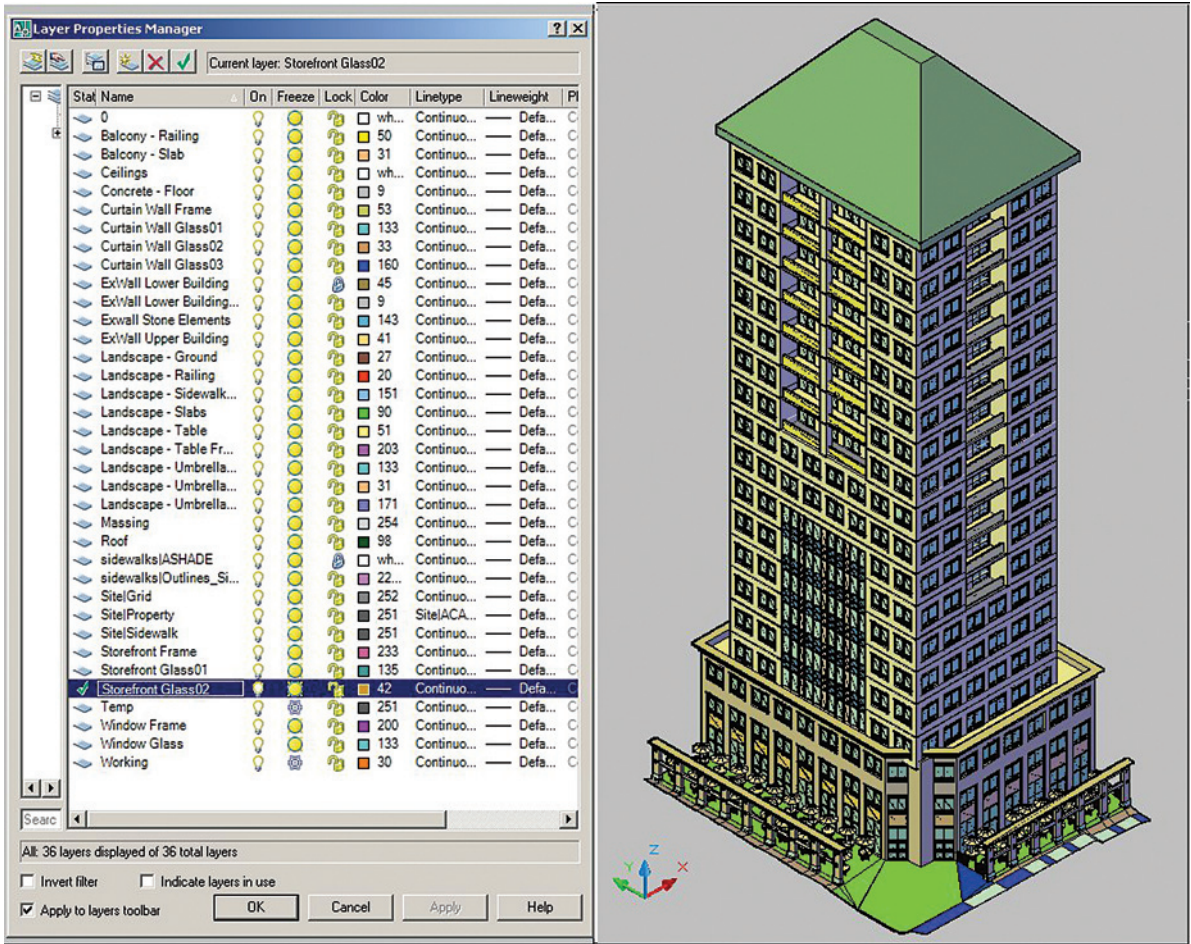 Layer Properties Manager
Current layer: Storefront Glass02
Stat Name On Freeze Lock Color Linetype Lineweight Pl
0 wh... Continuo... Defa... C
Balcony - Railing 50 Continuo... Defa... C
Balcony - Slab 31 Continuo... Defa... C
Ceilings wh... Continuo... Defa... C
Concrete - Floor 9 Continuo... Defa... C
Curtain Wall Frame 53 Continuo... Defa... C
Curtain Wall Glass01 133 Continuo... Defa... C
Curtain Wall Glass02 33 Continuo... Defa... C
Curtain Wall Glass03 160 Continuo... Defa... C
ExWall Lower Building 45 Continuo... Defa... C
ExWall Lower Building... 9 Continuo... Defa... C
Exwall Stone Elements 143 Continuo... Defa... C
ExWall Upper Building 41 Continuo... Defa... C
Landscape - Ground 27 Continuo... Defa... C
Landscape - Railing 20 Continuo... Defa... C
Landscape - Sidewalk... 151 Continuo... Defa... C
Landscape - Slabs 90 Continuo... Defa... C
Landscape - Table 51 Continuo... Defa... C
Landscape - Table Fr... 203 Continuo... Defa... C
Landscape - Umbrella... 133 Continuo... Defa... C
Landscape - Umbrella... 31 Continuo... Defa... C
Landscape - Umbrella... 171 Continuo... Defa... C
Massing 254 Continuo... Defa... C
Roof 98 Continuo... Defa... C
sidewalks|ASHADE wh... Continuo... Defa... C
sidewalks|Outlines_Si... 22... Continuo... Defa... C
Site|Grid 252 Continuo... Defa... C
Site|Property 251 Site|ACA... Defa... C
Site|Sidewalk 251 Continuo... Defa... C
Storefront Frame 233 Continuo... Defa... C
Storefront Glass01 135 Continuo... Defa... C
Storefront Glass02 42 Continuo... Defa... C
Temp 251 Continuo... Defa... C
Window Frame 200 Continuo... Defa... C
Window Glass 133 Continuo... Defa... C
Working 30 Continuo... Defa... C
Searc
All: 36 layers displayed of 36 total layers
Invert filter Indicate layers in use
Apply to layers toolbar OK Cancel Apply Help
Z
Y X